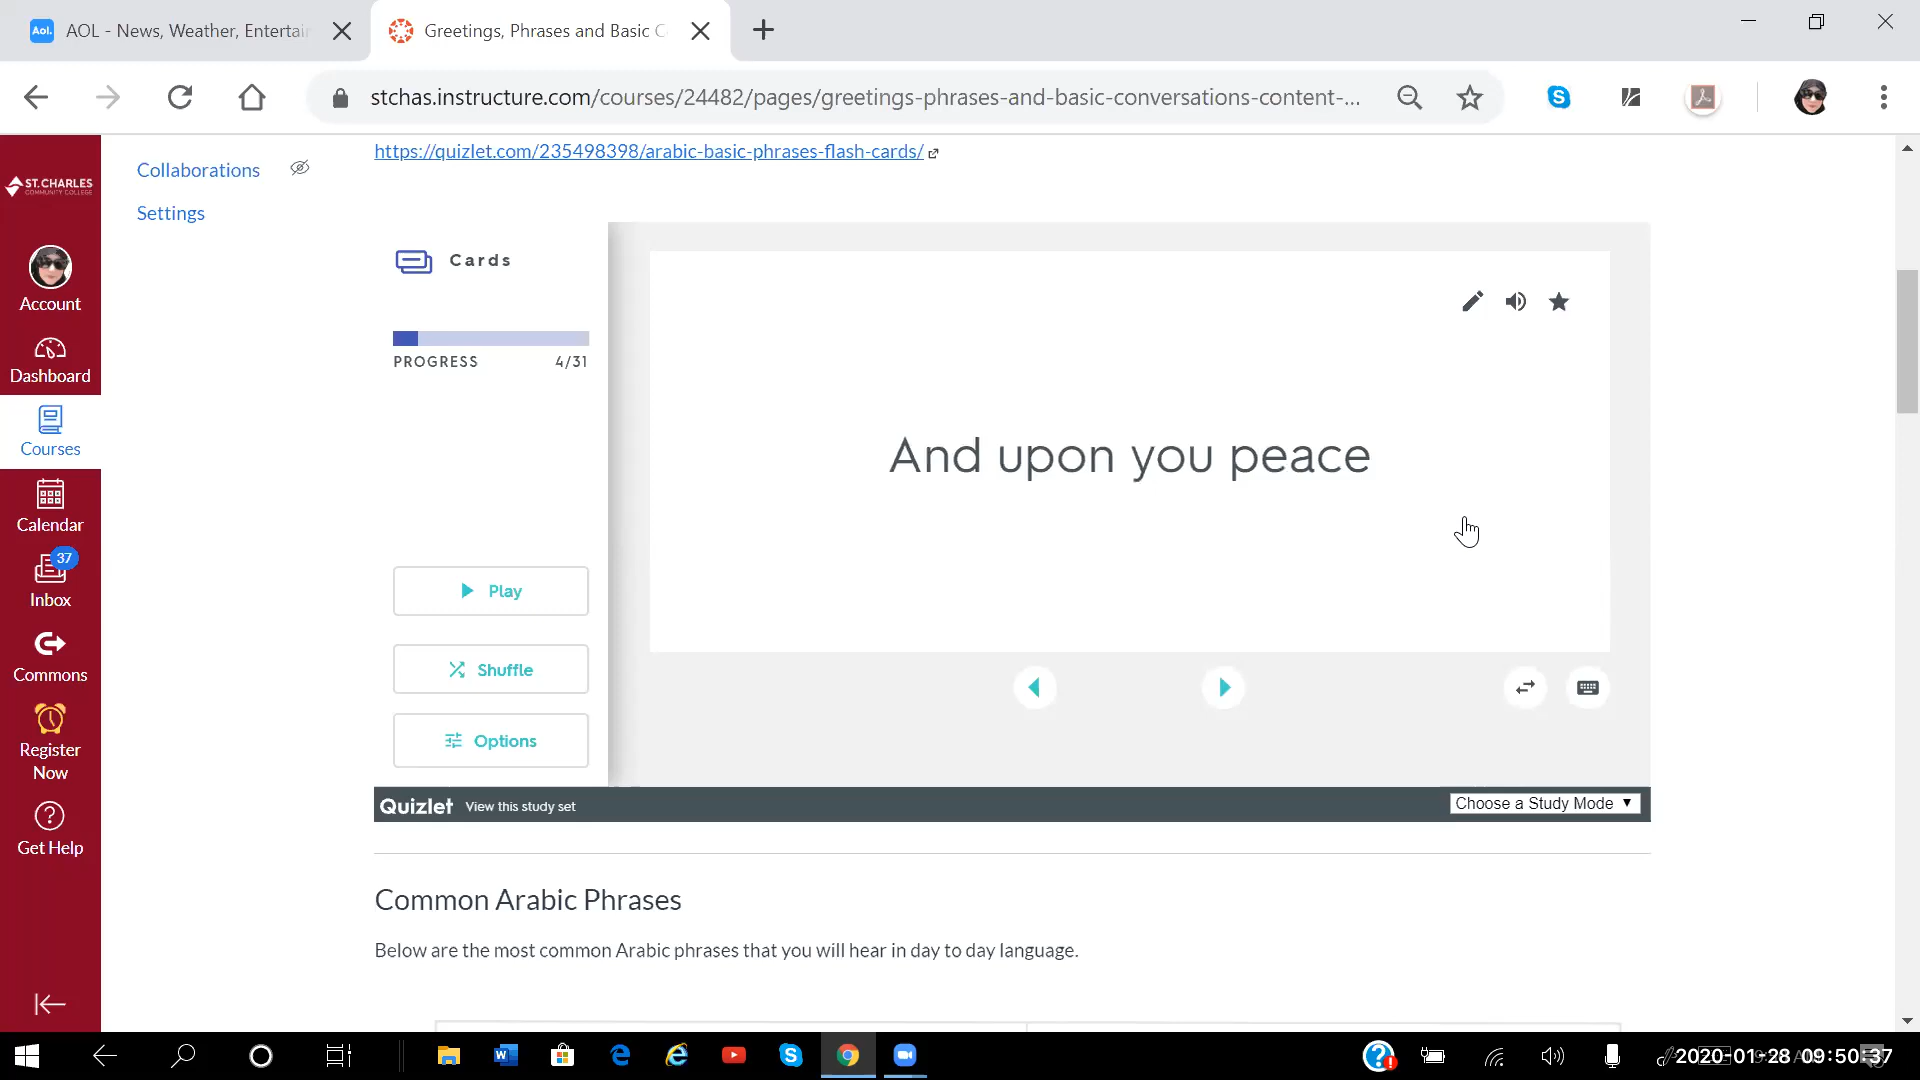 Aol.
AOL - News, Weather, Entertai
Greetings, Phrases and Basic C
stchas.instructure.com/courses/24482/pages/greetings-phrases-and-basic-conversations-content-...
https://quizlet.com/235498398/arabic-basic-phrases-flash-cards/
ST.CHARLES
COMMUNITY COLLEGE
Collaborations
Settings
Account
Dashboard
Courses
Calendar
37
Inbox
Commons
Register
Now
Get Help
Cards
PROGRESS 4/31
And upon you peace
Play
Shuffle
Options
Quizlet View this study set
Choose a Study Mode
Common Arabic Phrases
Below are the most common Arabic phrases that you will hear in day to day language.
2020-01-28 09:50:37